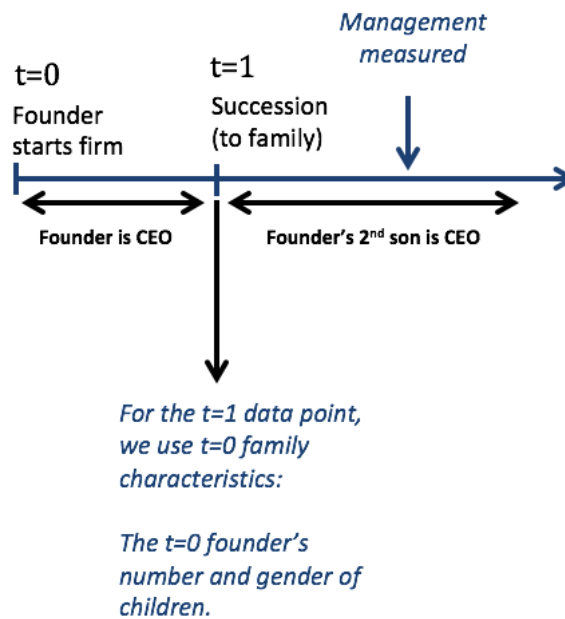 Management
measured
t=0
Founder
starts firm
t=1
Succession
(to family)
Founder is CEO
Founder's 2nd son is CEO
For the t=1 data point,
we use t=0 family
characteristics:
The t=0 founder's
number and gender of
children.